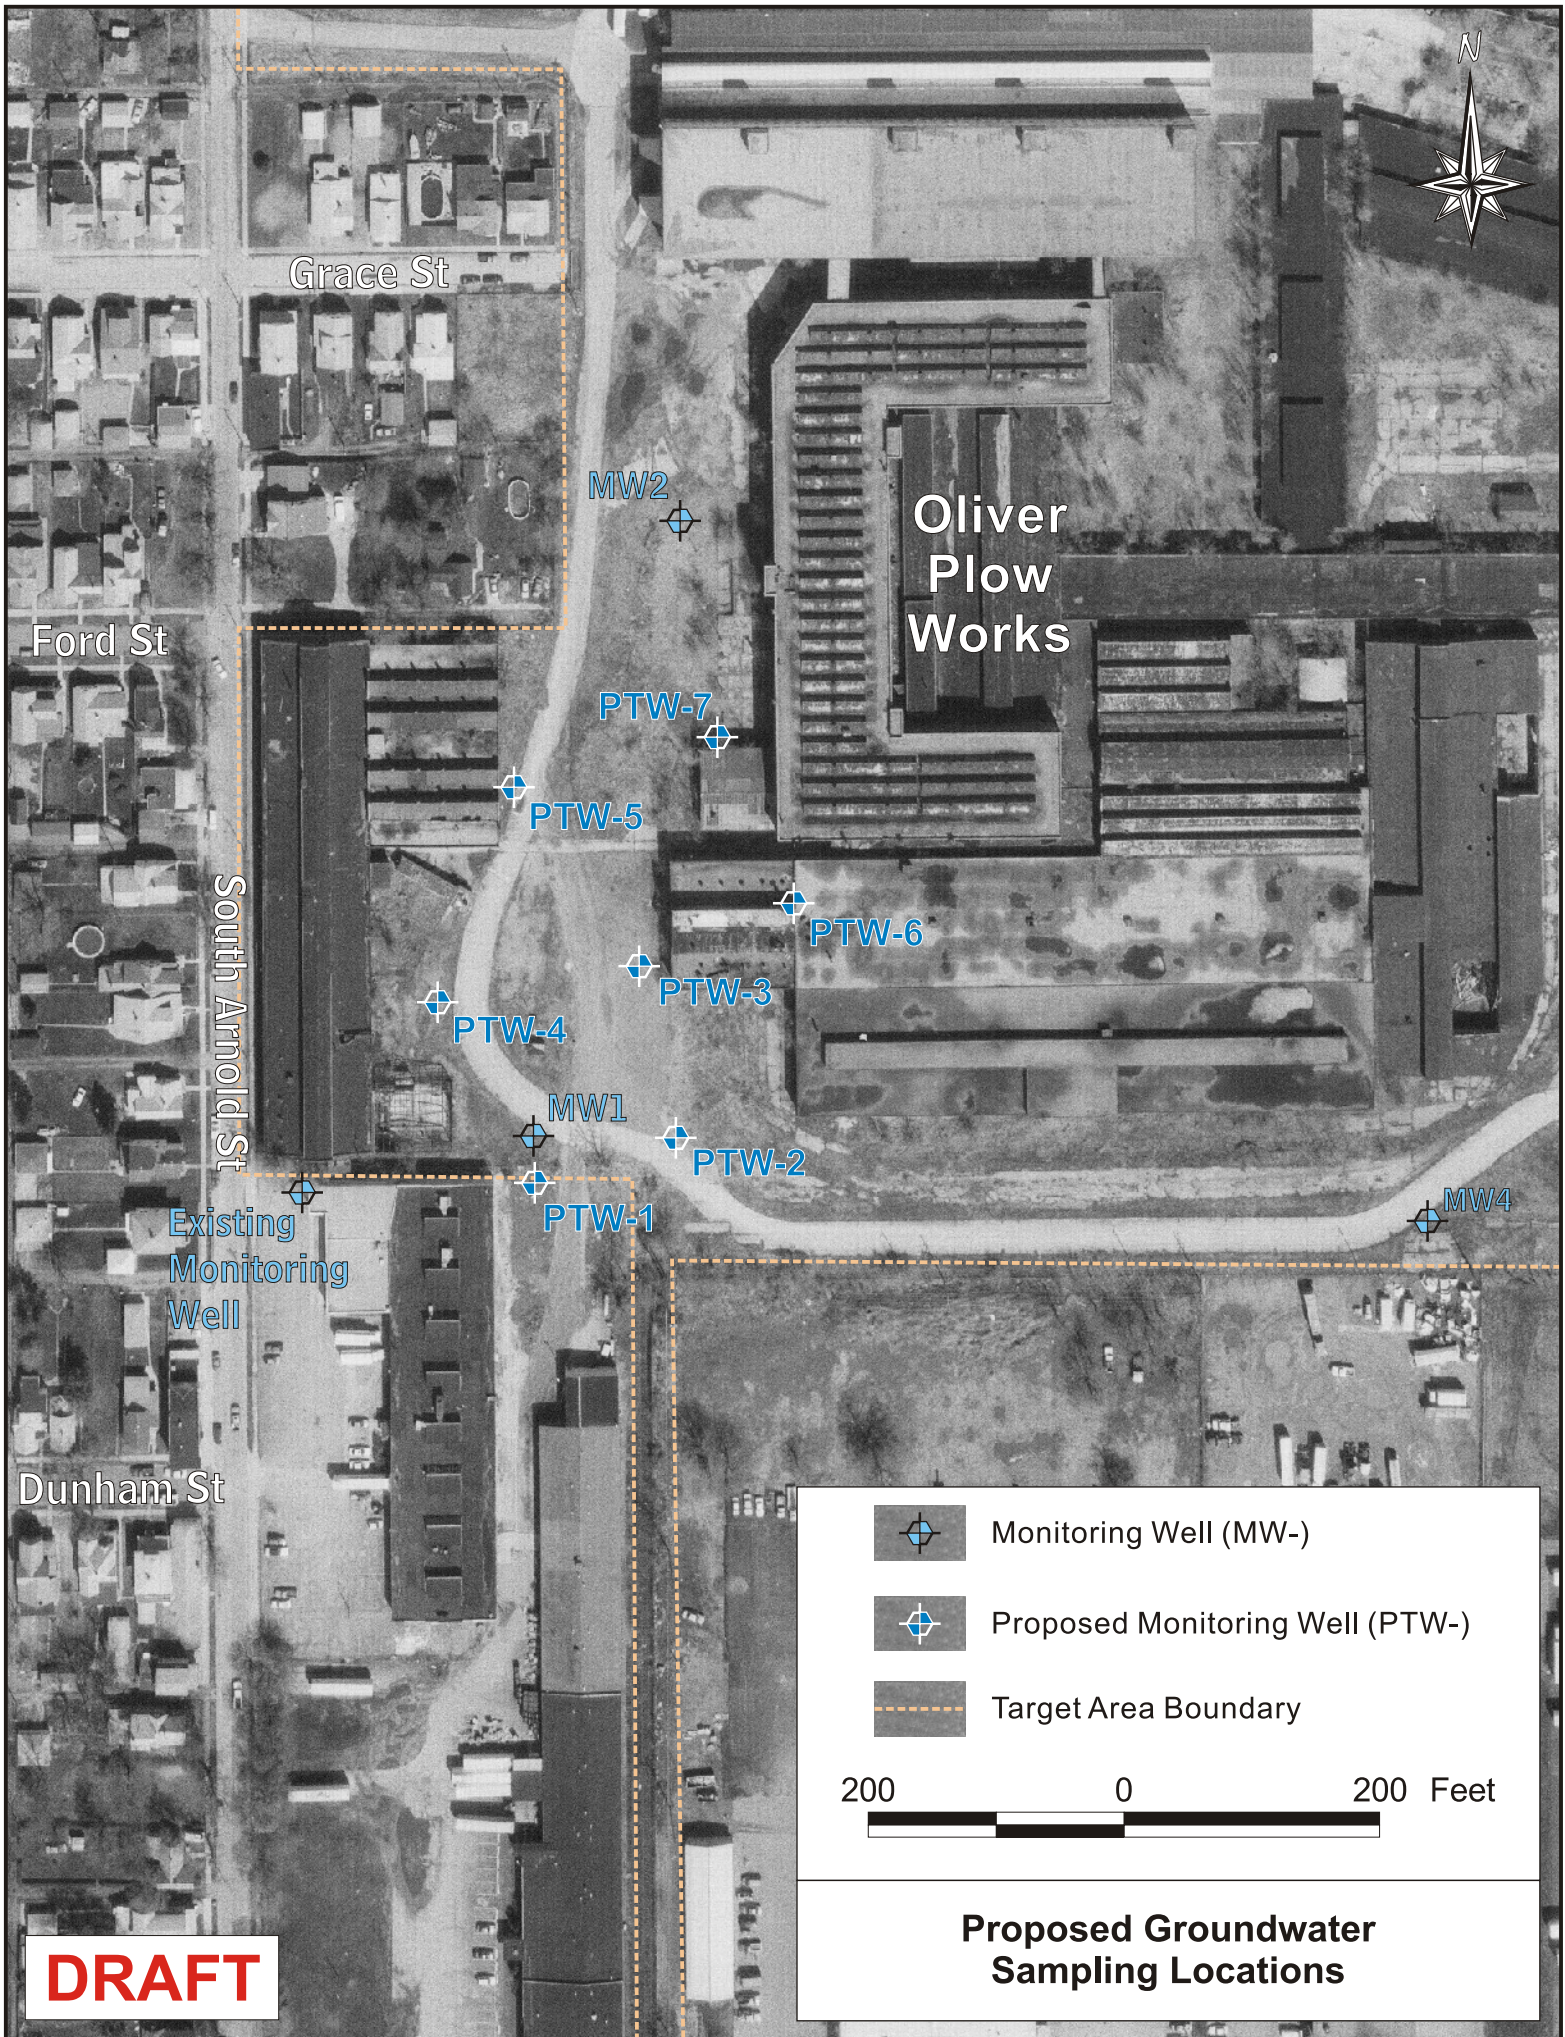 N
Grace St
MW2
Oliver
Plow
Works
Ford St
PTW-7
PTW-5
South Arnold St
PTW-6
PTW-3
PTW-4
MW1
PTW-2
PTW-1
MW4
Existing
Monitoring
Well
Dunham St
Monitoring Well (MW-)
Proposed Monitoring Well (PTW-)
Target Area Boundary
200 0 200 Feet
Proposed Groundwater
Sampling Locations
DRAFT